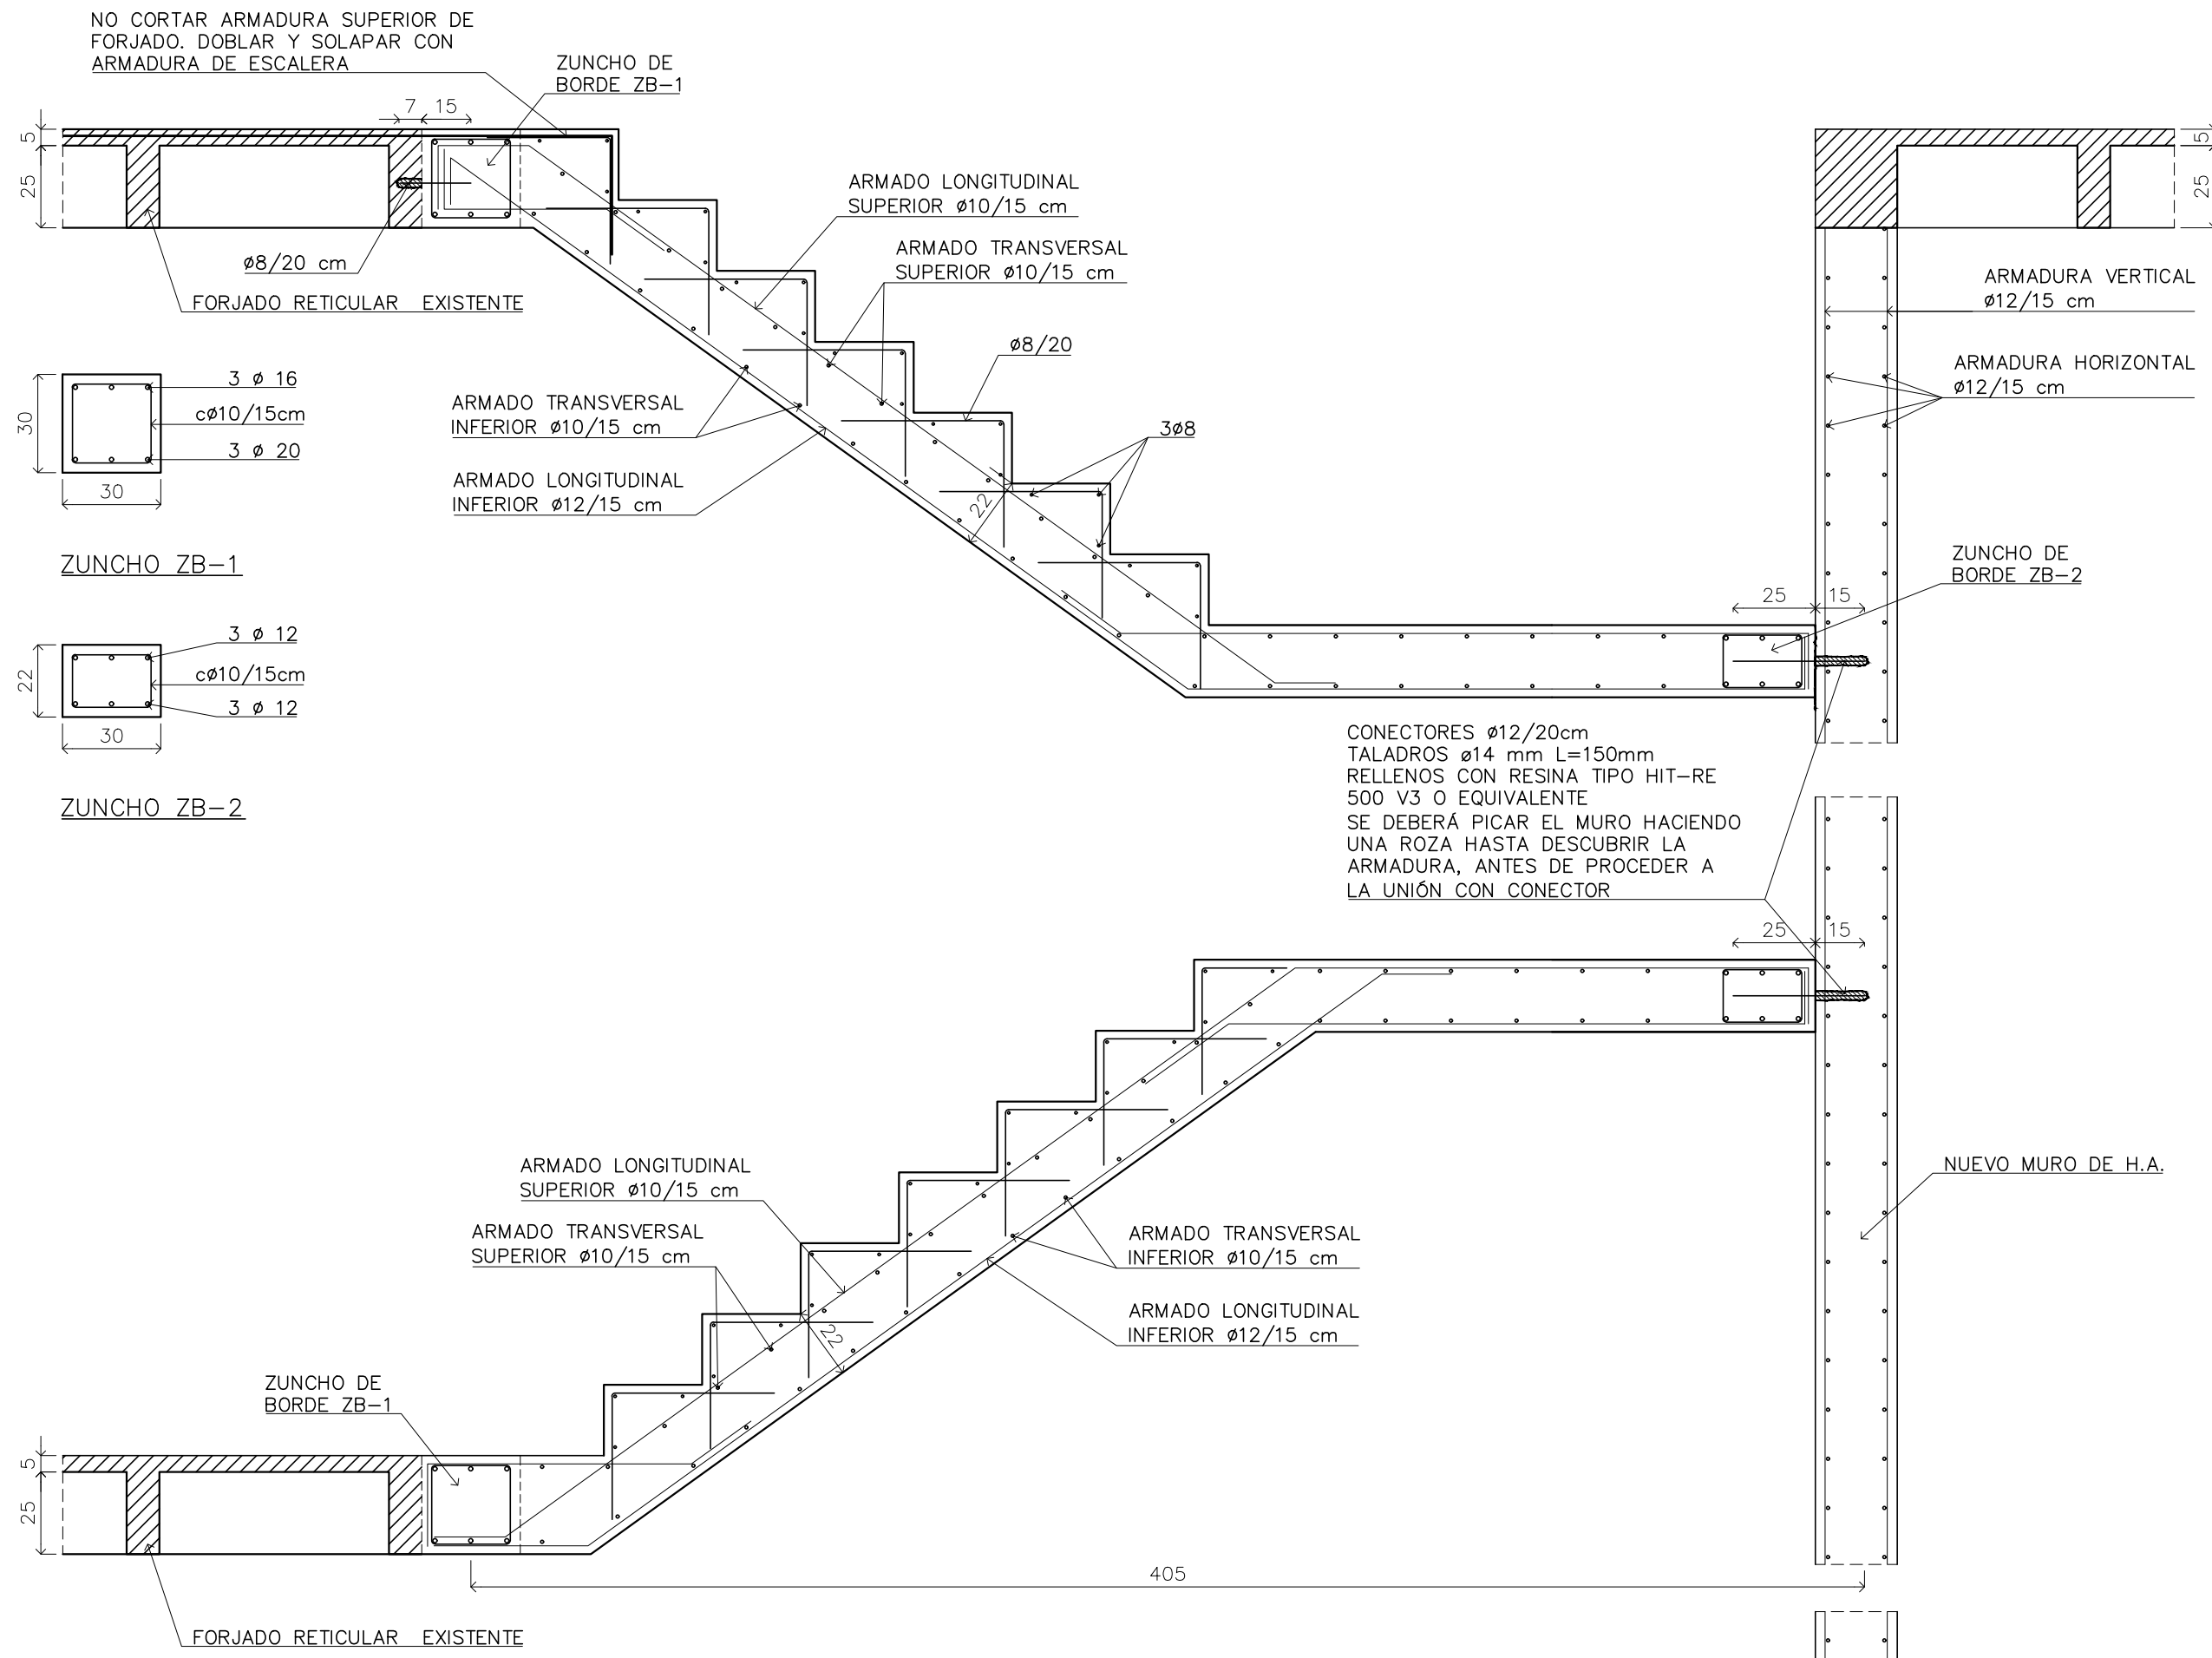 NO CORTAR ARMADURA SUPERIOR DE
FORJADO. DOBLAR Y SOLAPAR CON
ARMADURA DE ESCALERA
ZUNCHO DE
BORDE ZB-1
7
15
5
25
5
25
ARMADO LONGITUDINAL
SUPERIOR ø10/15 cm
ARMADO TRANSVERSAL
SUPERIOR ø10/15 cm
ø8/20 cm
FORJADO RETICULAR EXISTENTE
ARMADURA VERTICAL
ø12/15 cm
ø8/20
ARMADURA HORIZONTAL
ø12/15 cm
3 ø 16
cø10/15cm
3 ø 20
30
30
ZUNCHO ZB-1
ARMADO TRANSVERSAL
INFERIOR ø10/15 cm
3ø8
ARMADO LONGITUDINAL
INFERIOR ø12/15 cm
22
ZUNCHO DE
BORDE ZB-2
25
15
3 ø 12
cø10/15cm
3 ø 12
22
30
ZUNCHO ZB-2
CONECTORES ø12/20cm
TALADROS ø14 mm L=150mm
RELLENOS CON RESINA TIPO HIT-RE
500 V3 O EQUIVALENTE
SE DEBERÁ PICAR EL MURO HACIENDO
UNA ROZA HASTA DESCUBRIR LA
ARMADURA, ANTES DE PROCEDER A
LA UNIÓN CON CONECTOR
25
15
ARMADO LONGITUDINAL
SUPERIOR ø10/15 cm
NUEVO MURO DE H.A.
ARMADO TRANSVERSAL
SUPERIOR ø10/15 cm
ARMADO TRANSVERSAL
INFERIOR ø10/15 cm
ARMADO LONGITUDINAL
INFERIOR ø12/15 cm
22
ZUNCHO DE
BORDE ZB-1
5
25
405
FORJADO RETICULAR EXISTENTE